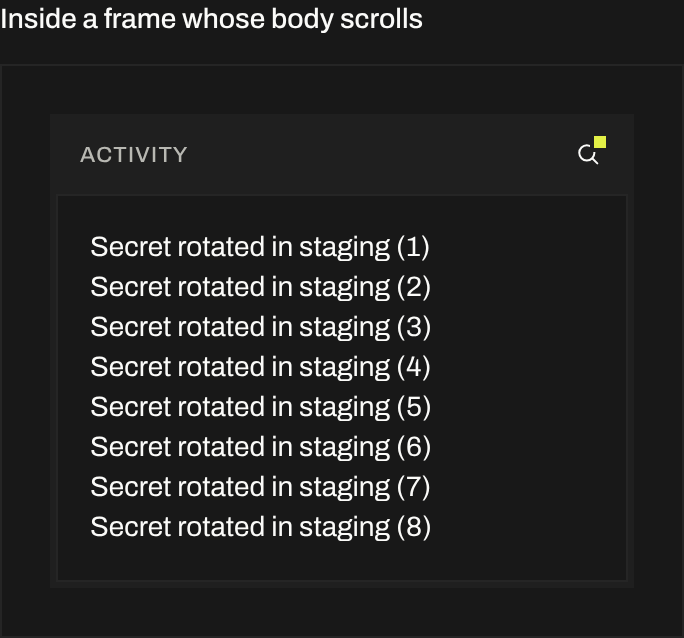 Inside a frame whose body scrolls
ACTIVITY
Secret rotated in staging (1)
Secret rotated in staging (2)
Secret rotated in staging (3)
Secret rotated in staging (4)
Secret rotated in staging (5)
Secret rotated in staging (6)
Secret rotated in staging (7)
Secret rotated in staging (8)